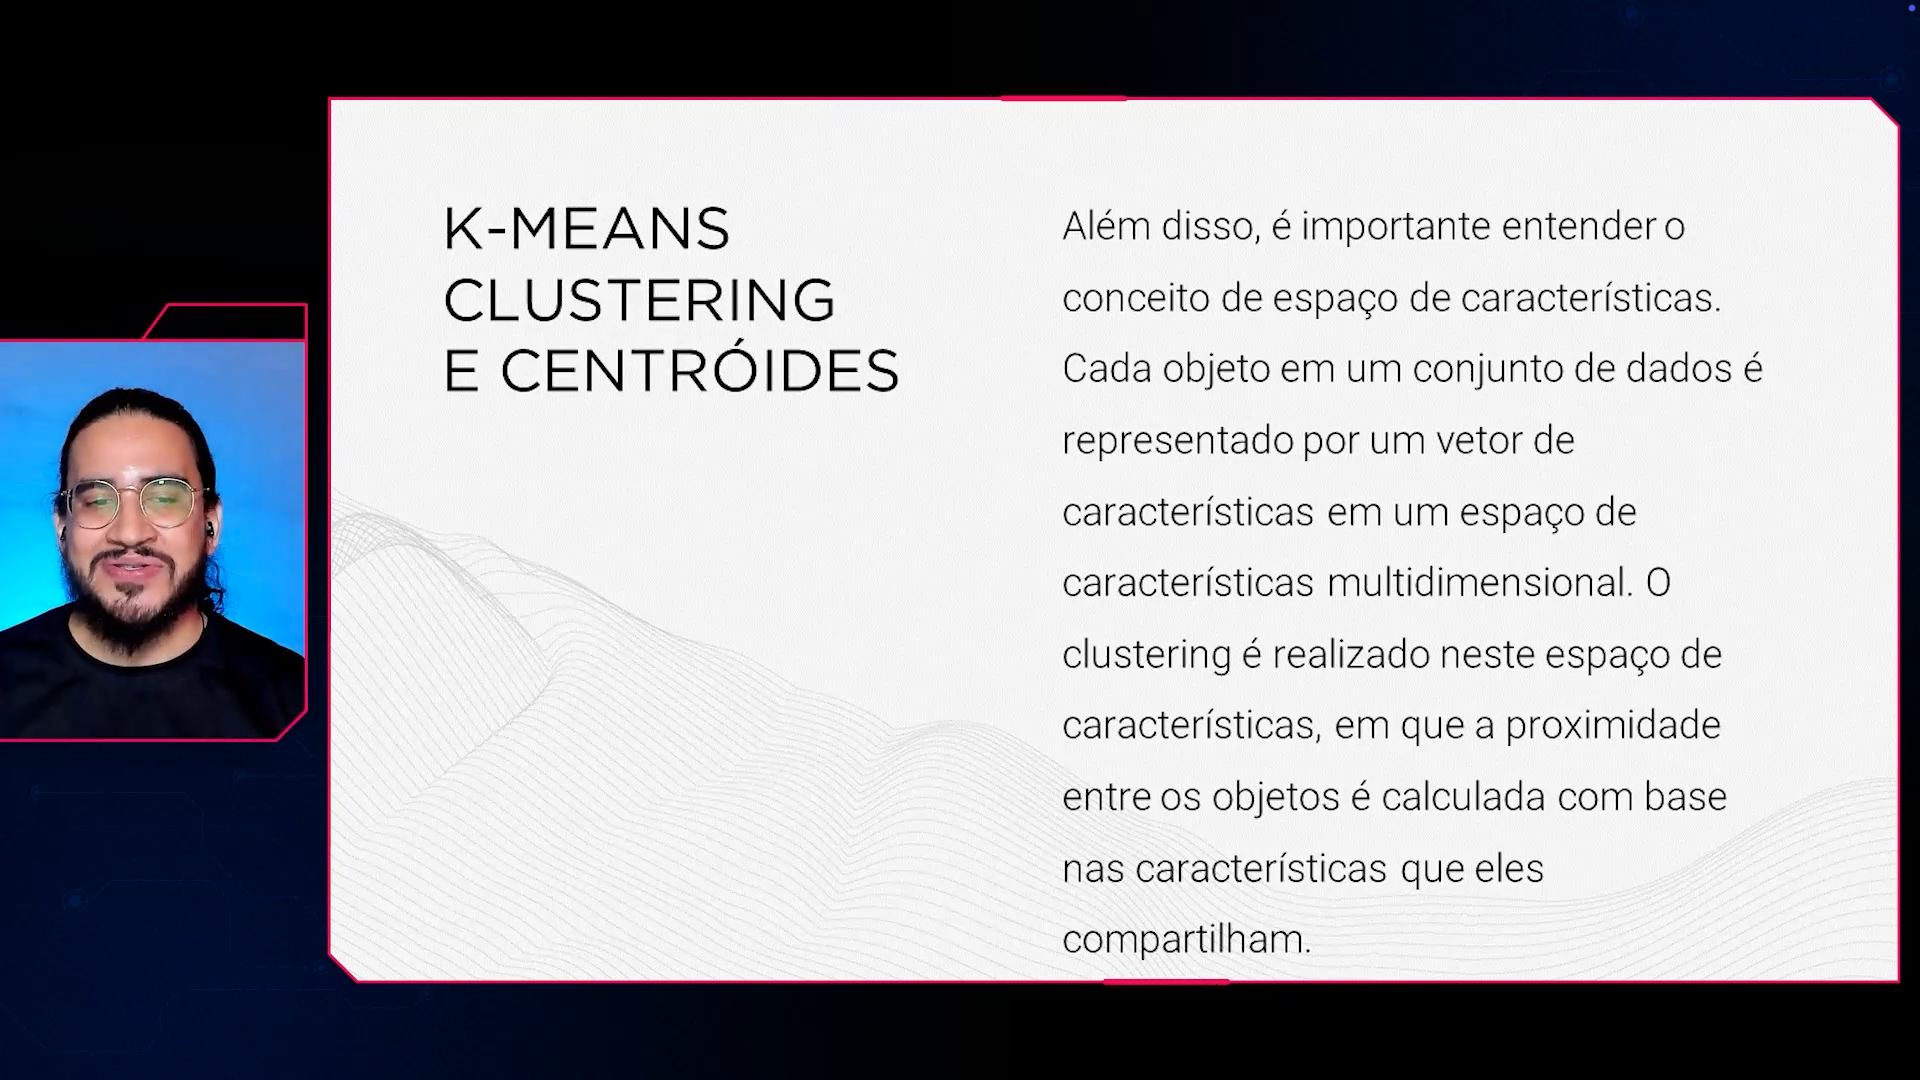 K-MEANS
CLUSTERING
E CENTRÓIDES
Além disso, é importante entender o
conceito de espaço de características.
Cada objeto em um conjunto de dados é
representado por um vetor de
características em um espaço de
características multidimensional. O
clustering é realizado neste espaço de
características, em que a proximidade
entre os objetos é calculada com base
nas características que eles
compartilham.